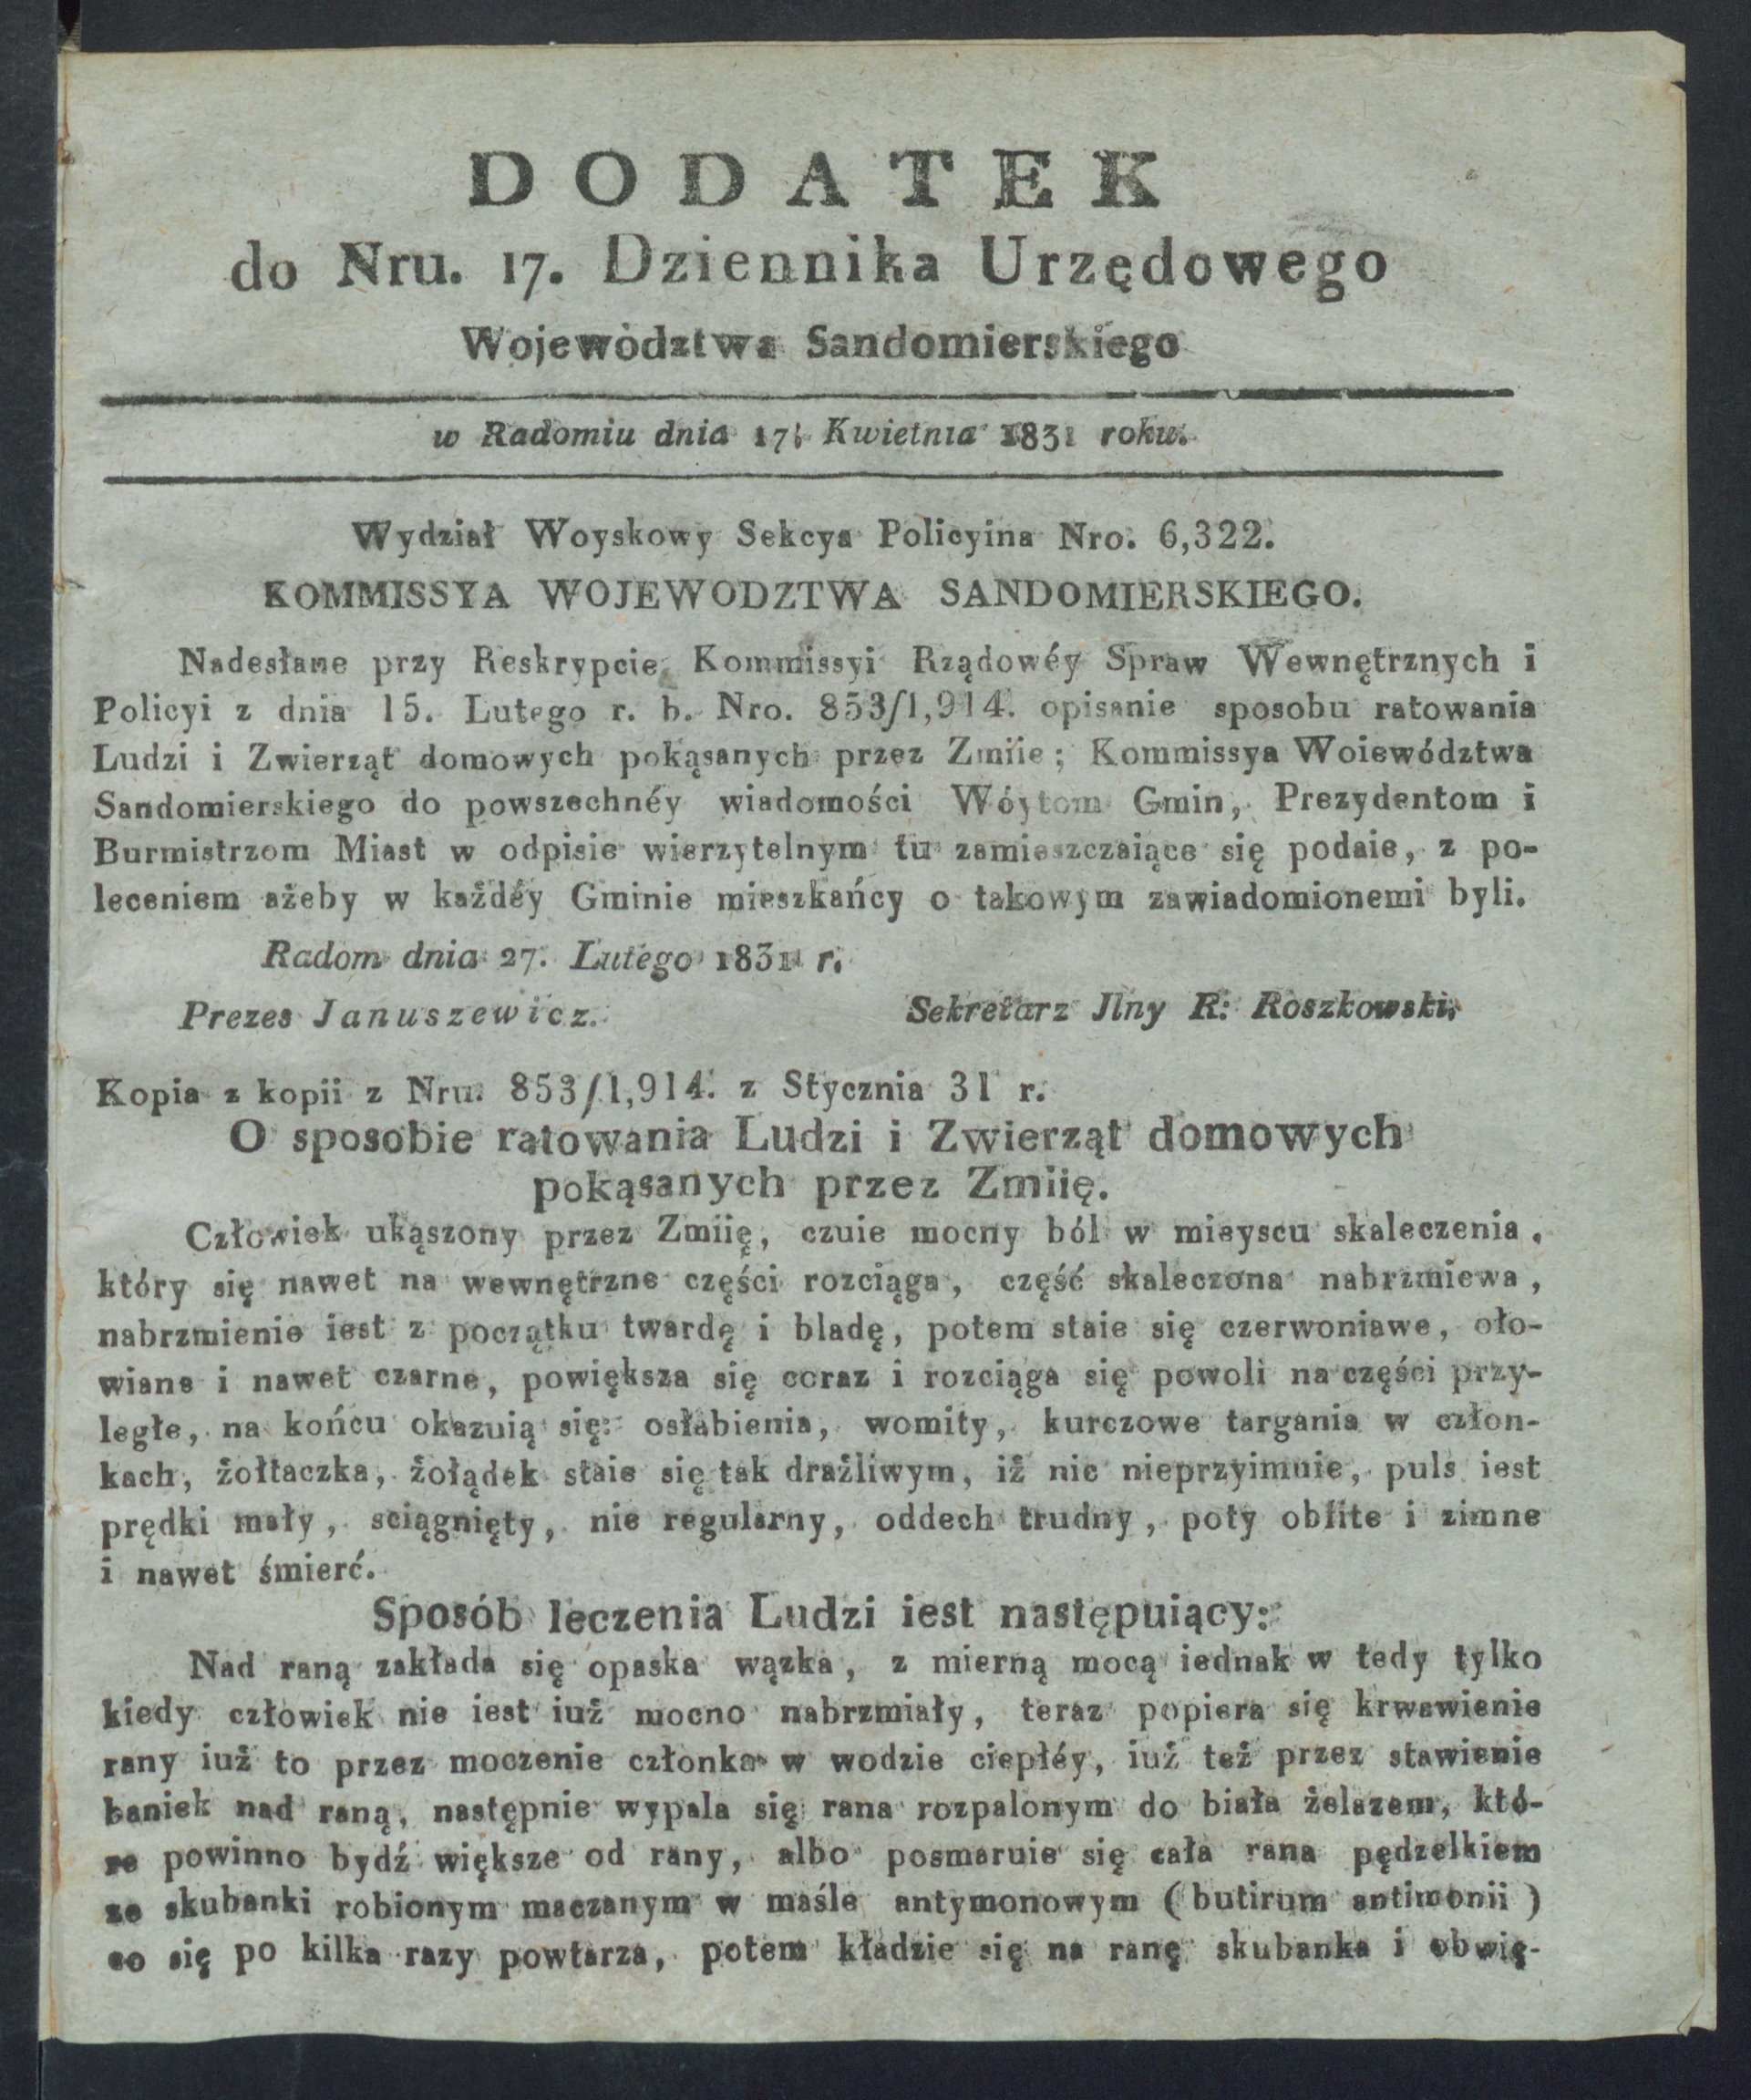 DODATEK
do Nru. 17. Dziennika Urzędowego
Województwa Sandomierskiego
w Radomiu dnia 17. Kwietnia 1831 roku.
Wydział Woyskowy Sekcya Policyina Nro. 6,322.
KOMMISSYA WOJEWODZTWA SANDOMIERSKIEGO.
Nadesłane przy Reskrypcie Kommissyi Rządowéy Spraw Wewnętrznych i
Policyi z dnia 15. Lutego r. b. Nro. 853/1,914. opisanie sposobu ratowania
Ludzi i Zwierząt domowych pokąsanych przez Zmiie; Kommissya Woiewództwa
Sandomierskiego do powszechnéy wiadomości Wóytom Gmin, Prezydentom i
Burmistrzom Miast w odpisie wierzytelnym tu zamieszczaiące się podaie, z po-
leceniem ażeby w każdéy Gminie mieszkańcy o takowym zawiadomionemi byli.
Radom dnia 27. Lutego 1831 r.
Prezes Januszewicz.
Sekretarz Jlny R: Roszkowski.
Kopia z kopii z Nru. 853/1,914. z Stycznia 31 r.
O sposobie ratowania Ludzi i Zwierząt domowych
pokąsanych przez Zmiię.
Człowiek ukąszony przez Zmiię, czuie mocny ból w mieyscu skaleczenia,
który się nawet na wewnętrzne części rozciąga, część skaleczona nabrzmiewa,
nabrzmienie iest z początku twardę i bladę, potem staie się czerwoniawe, oło-
wiane i nawet czarne, powiększa się coraz i rozciąga się powoli na części przy-
ległe, na końcu okazuią się: osłabienia, womity, kurczowe targania w człon-
kach, żołtaczka, żołądek staie się tak drażliwym, iż nic nieprzyimuie, puls iest
prędki mały, sciągnięty, nie regularny, oddech trudny, poty obfite i zimne
i nawet śmierć.
Sposób leczenia Ludzi iest następuiący:
Nad raną zakłada się opaska wązka, z mierną mocą iednak w tedy tylko
kiedy człowiek nie iest iuż mocno nabrzmiały, teraz popiera się krwawienie
rany iuż to przez moczenie członka w wodzie ciepłéy, iuż też przez stawienie
baniek nad raną, następnie wypala się rana rozpalonym do biała żelazem, któ-
re powinno bydź większe od rany, albo posmaruie się cała rana pędzelkiem
ze skubanki robionym maczanym w maśle antymonowym (butirum antimonii)
co się po kilka razy powtarza, potem kładzie się na ranę skubanka i obwię-